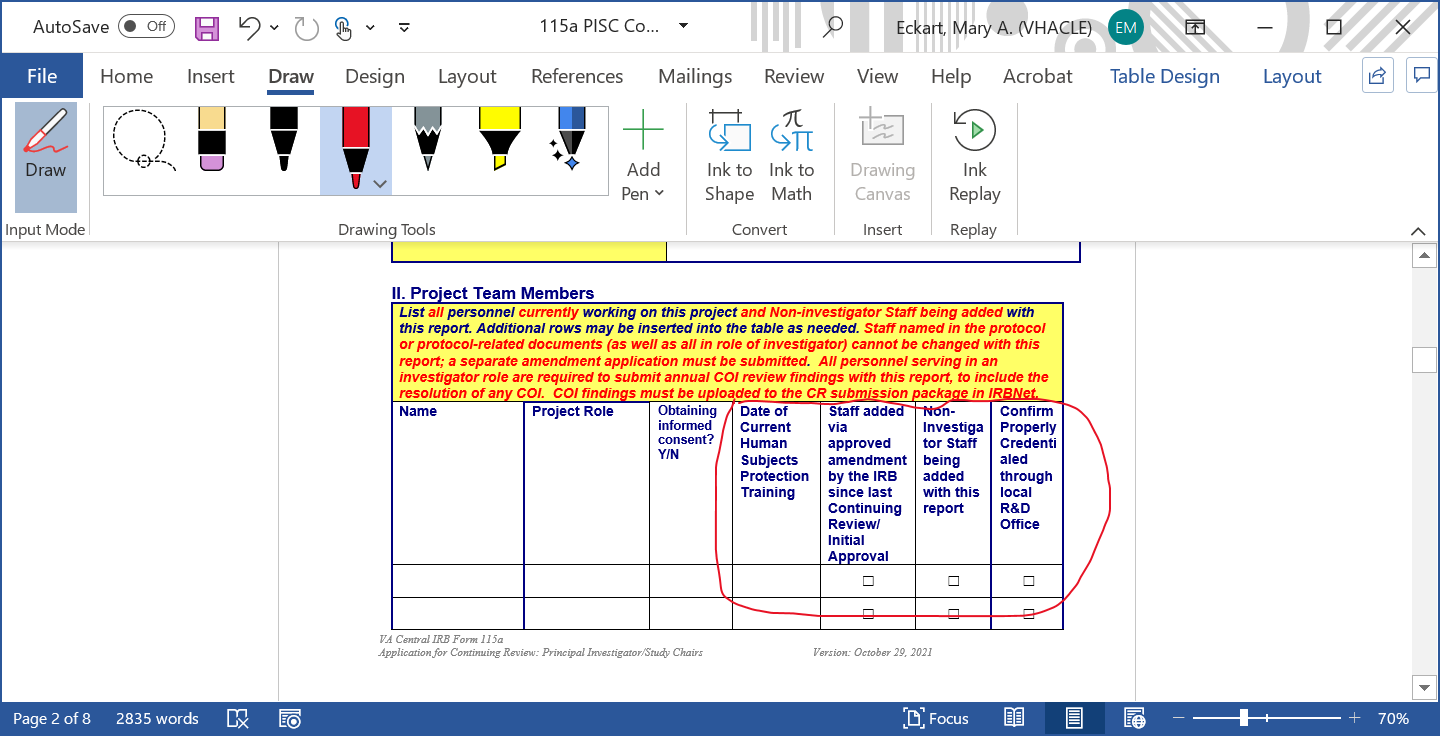 AutoSave Off 115a PISC Co... Eckart, Mary A. (VHACLE) EM
File Home Insert Draw Design Layout References Mailings Review View Help Acrobat Table Design Layout
Draw
Add Pen
Ink to Shape
Ink to Math
Drawing Canvas
Ink Replay
Input Mode Drawing Tools Convert Insert Replay
II. Project Team Members
List all personnel currently working on this project and Non-investigator Staff being added with
this report. Additional rows may be inserted into the table as needed. Staff named in the protocol
or protocol-related documents (as well as all in role of investigator) cannot be changed with this
report; a separate amendment application must be submitted.  All personnel serving in an
investigator role are required to submit annual COI review findings with this report, to include the
resolution of any COI.  COI findings must be uploaded to the CR submission package in IRBNet.
Name
Project Role
Obtaining
informed
consent?
Y/N
Date of
Current
Human
Subjects
Protection
Training
Staff added
via
approved
amendment
by the IRB
since last
Continuing
Review/
Initial
Approval
Non-
Investiga
tor Staff
being
added
with this
report
Confirm
Properly
Credenti
aled
through
local
R&D
Office
☐ ☐ ☐
☐ ☐ ☐
VA Central IRB Form 115a
Application for Continuing Review: Principal Investigator/Study Chairs Version: October 29, 2021
Page 2 of 8 2835 words Focus 70%